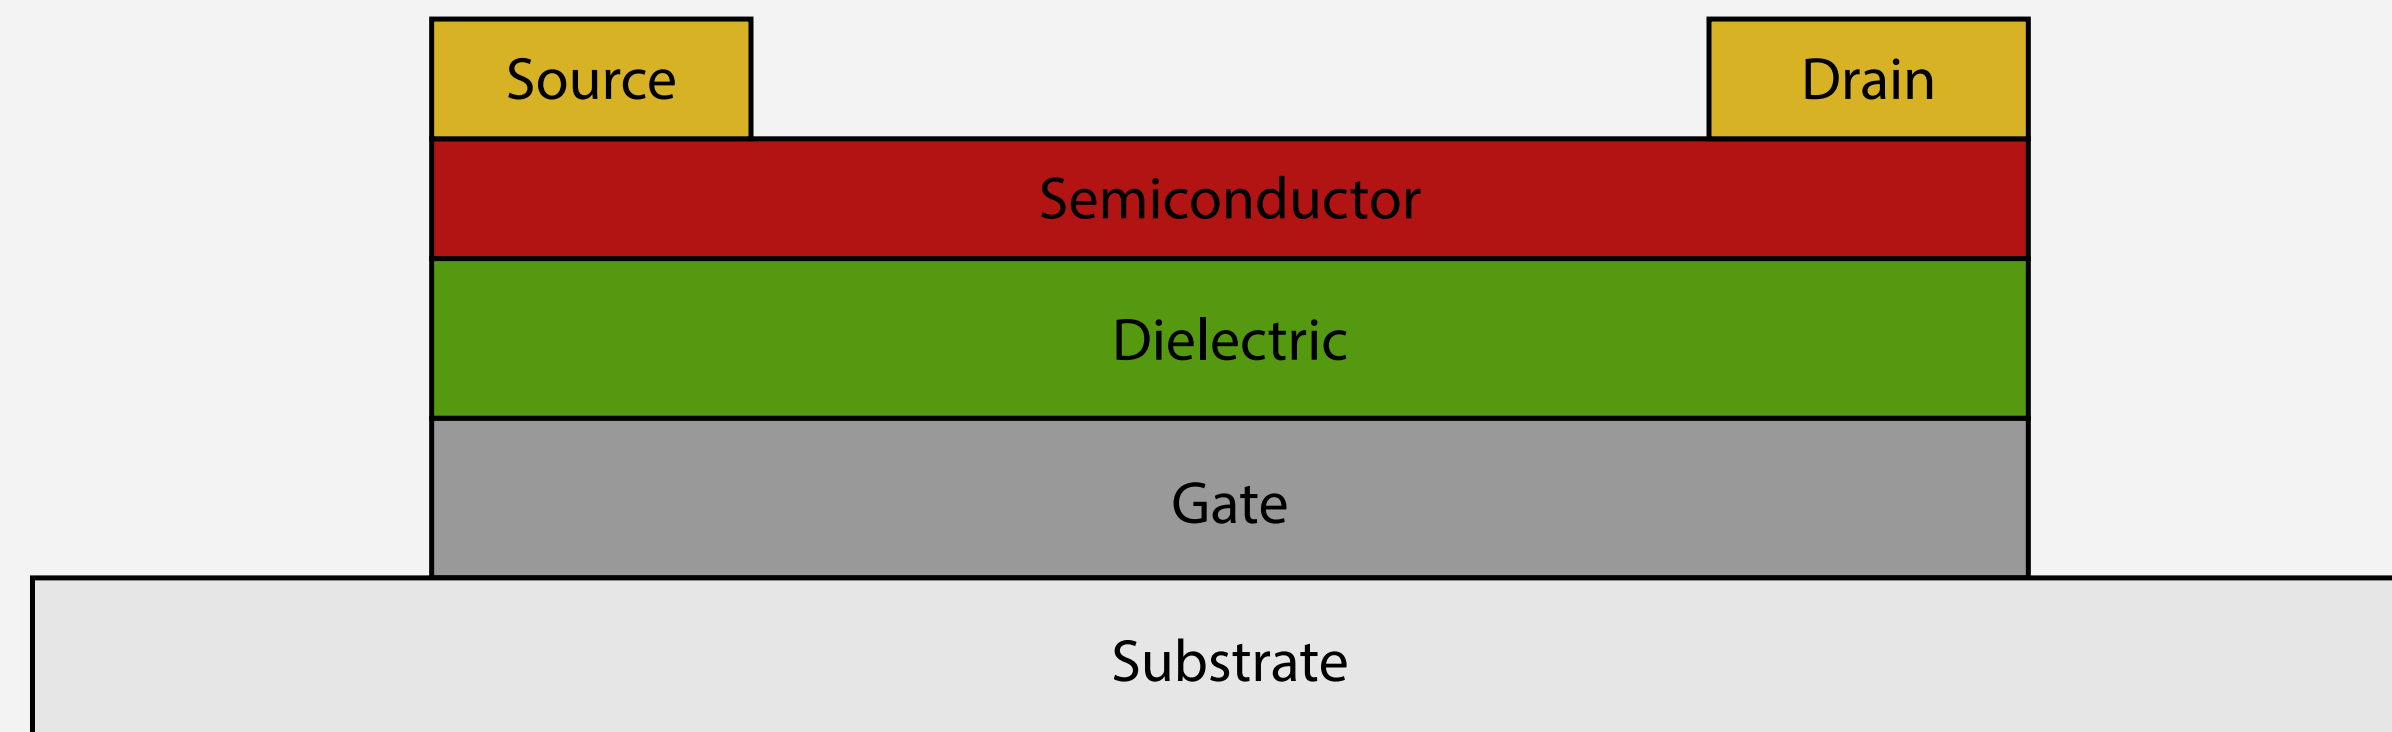 Source
Drain
Semiconductor
Dielectric
Gate
Substrate